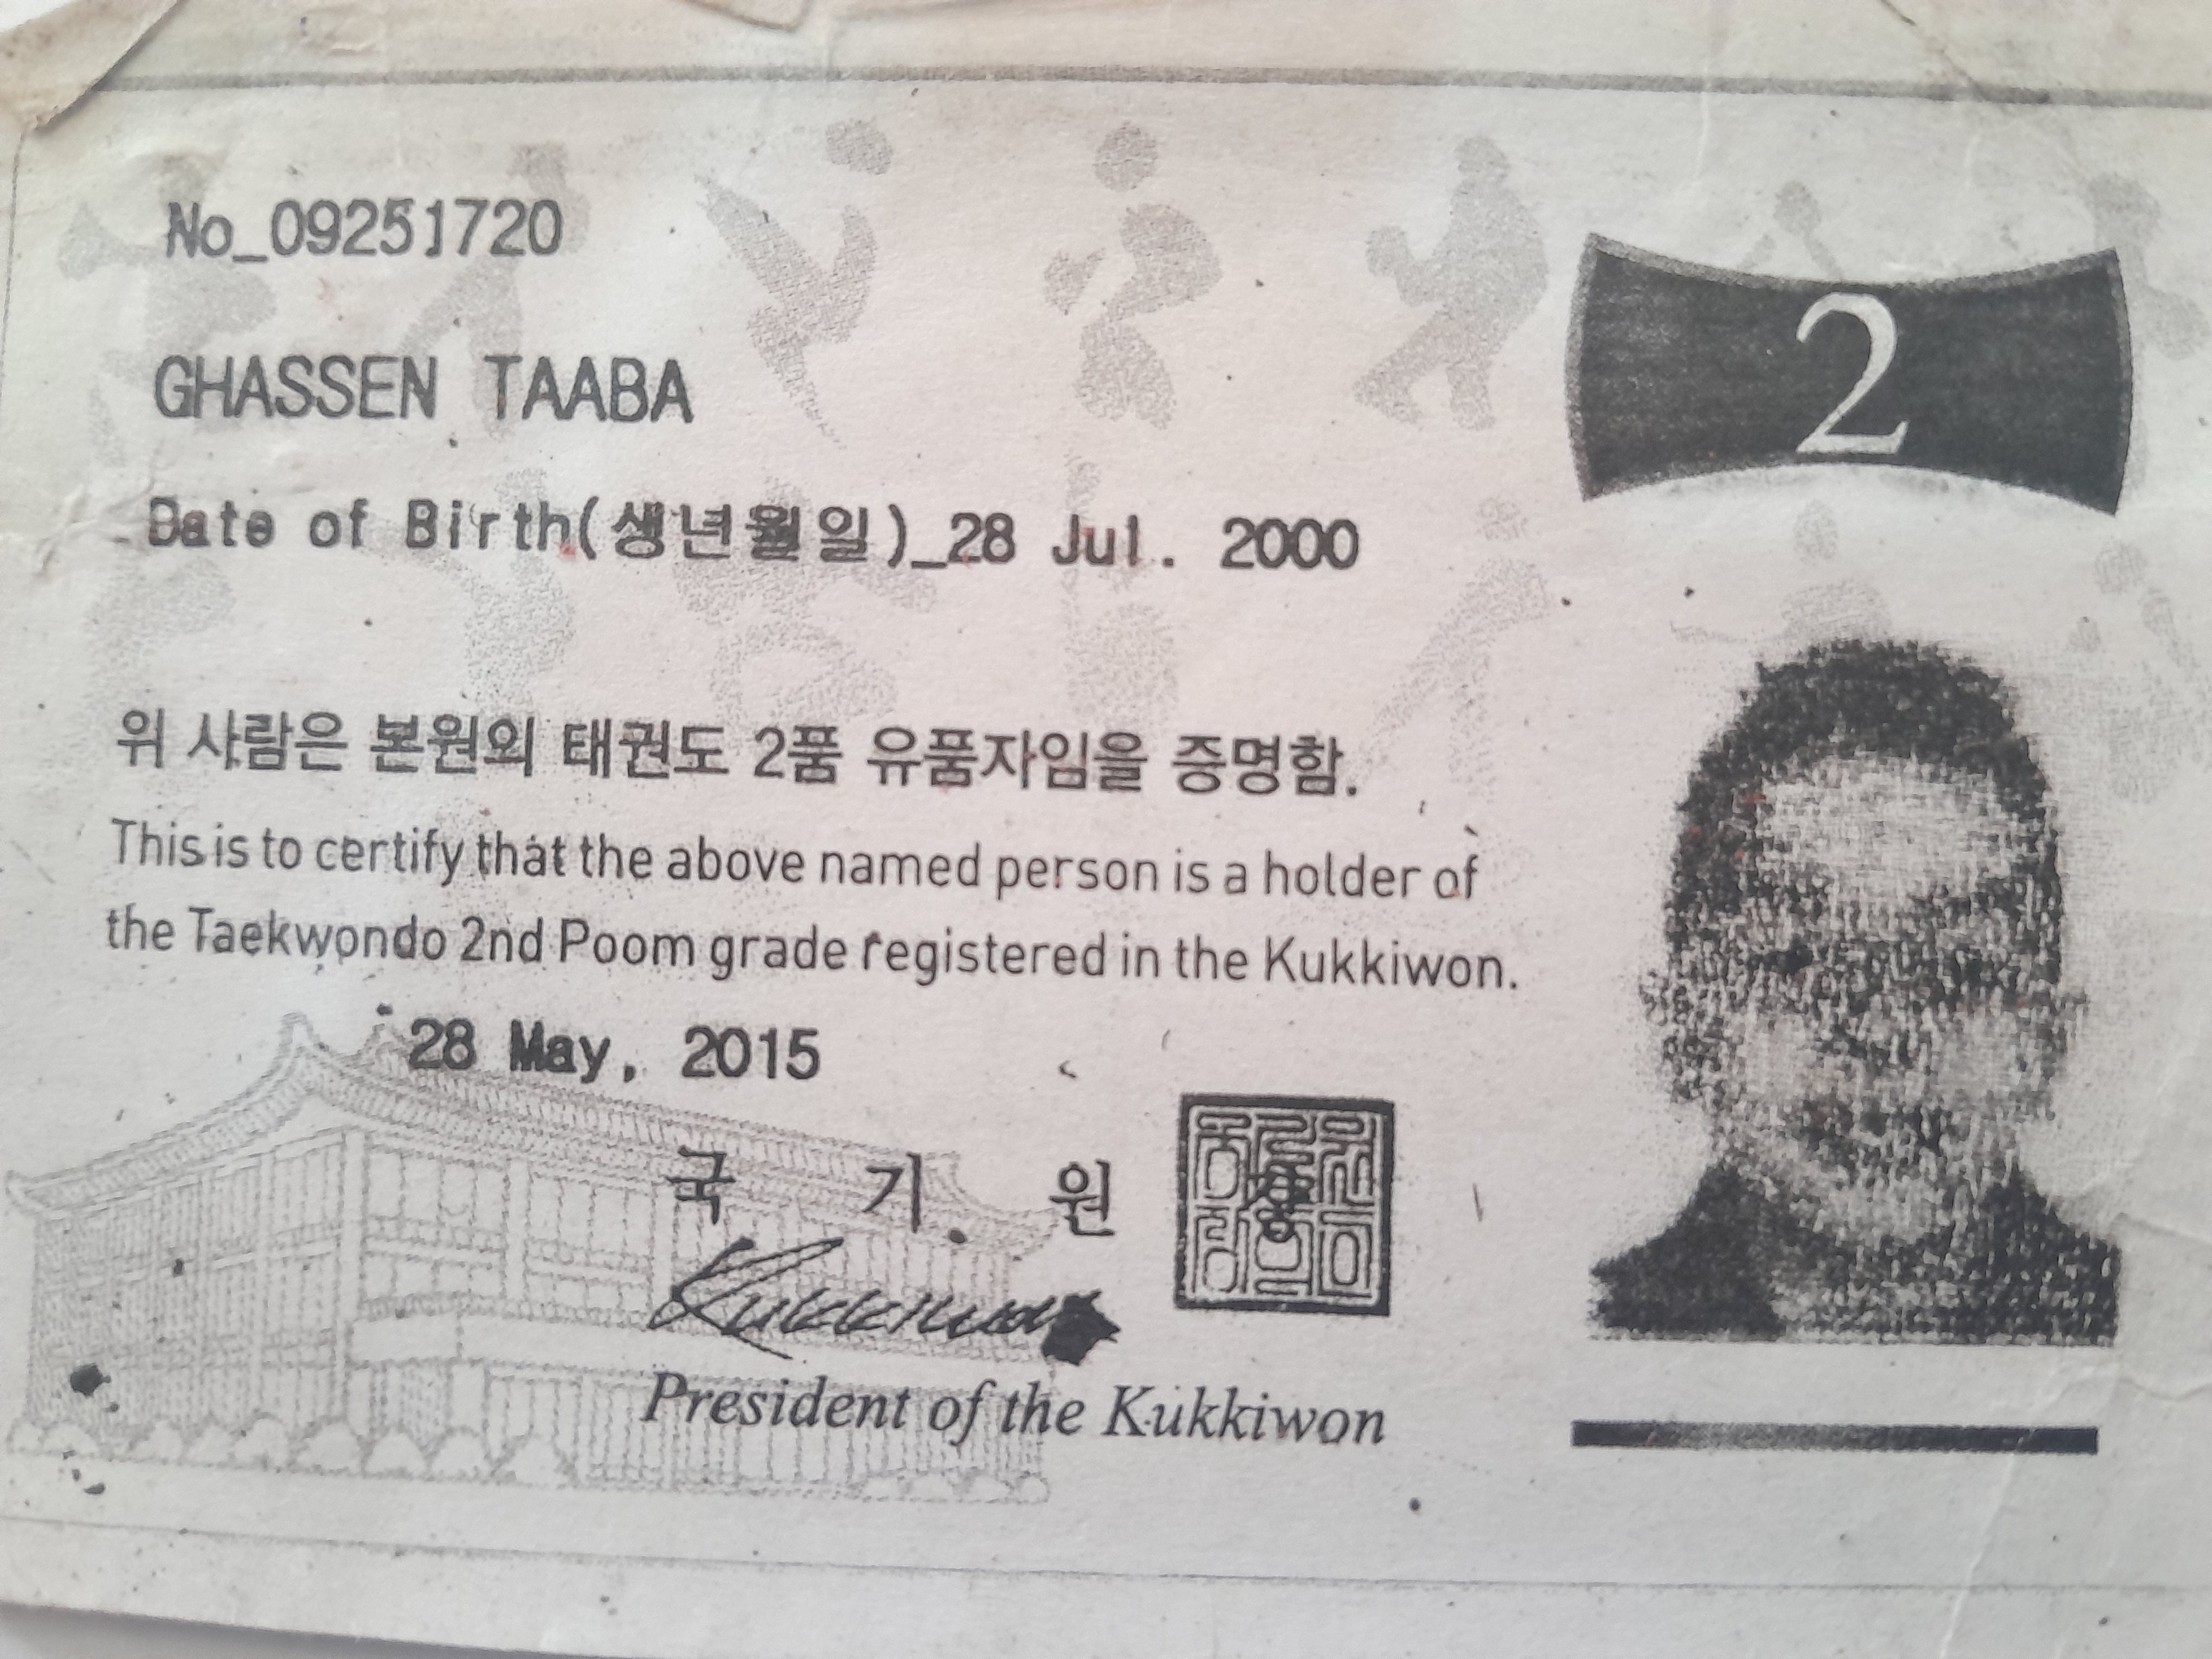 No_09251720
2
GHASSEN TAABA
Date of Birth(생년월일)_28 Jul. 2000
위 사람은 본원의 태권도 2품 유품자임을 증명함.
This is to certify that the above named person is a holder of
the Taekwondo 2nd Poom grade registered in the Kukkiwon.
28 May, 2015
국 기 원
Kukkiwon
President of the Kukkiwon